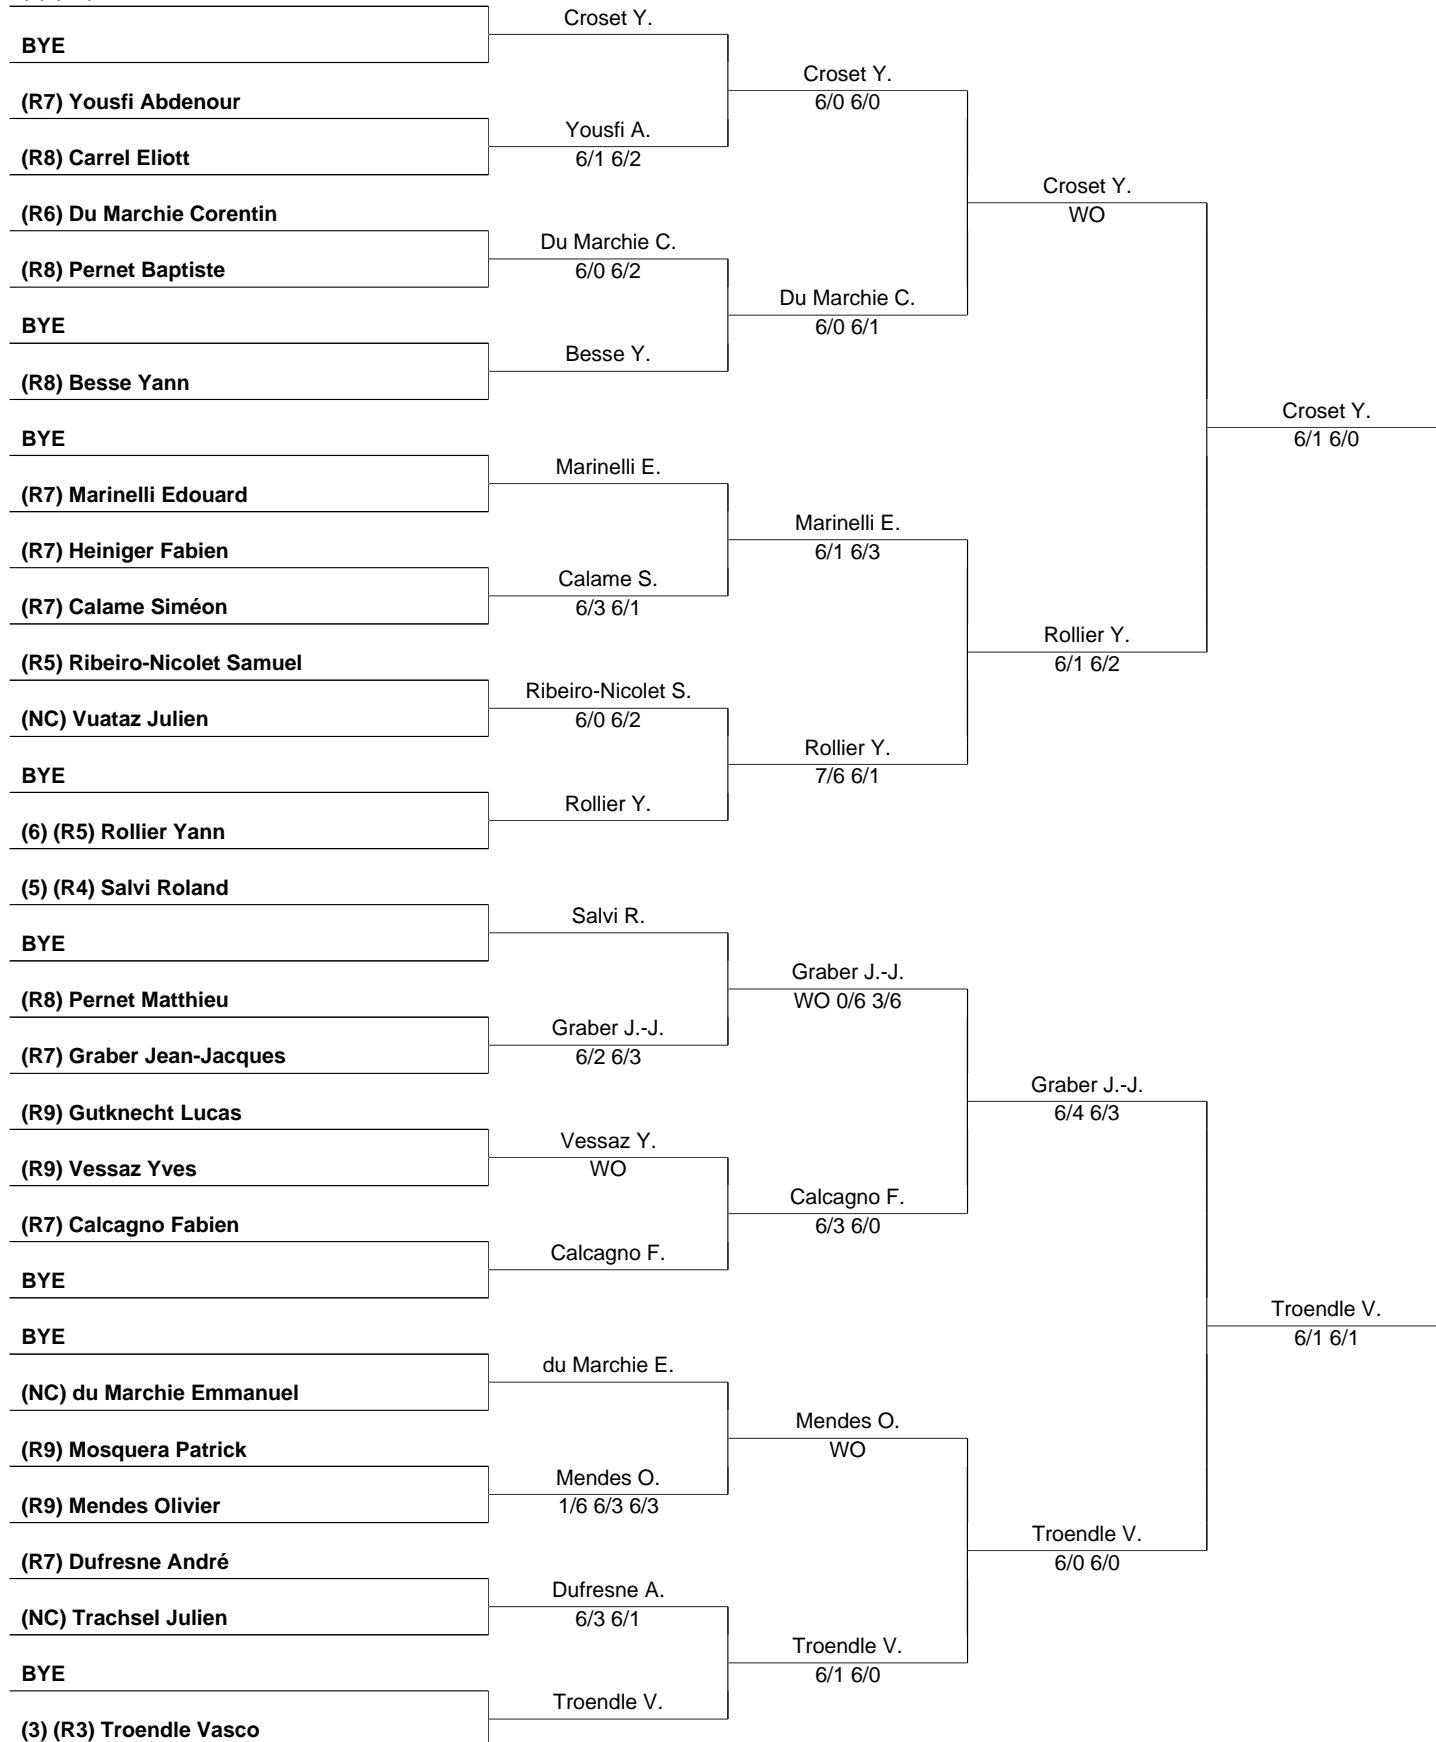 Croset Y.
BYE
Croset Y.
(R7) Yousfi Abdenour
6/0 6/0
Yousfi A.
(R8) Carrel Eliott
6/1 6/2
Croset Y.
(R6) Du Marchie Corentin
WO
Du Marchie C.
(R8) Pernet Baptiste
6/0 6/2
Du Marchie C.
BYE
6/0 6/1
Besse Y.
(R8) Besse Yann
Croset Y.
BYE
6/1 6/0
Marinelli E.
(R7) Marinelli Edouard
Marinelli E.
(R7) Heiniger Fabien
6/1 6/3
Calame S.
(R7) Calame Siméon
6/3 6/1
Rollier Y.
(R5) Ribeiro-Nicolet Samuel
6/1 6/2
Ribeiro-Nicolet S.
(NC) Vuataz Julien
6/0 6/2
Rollier Y.
BYE
7/6 6/1
Rollier Y.
(6) (R5) Rollier Yann
(5) (R4) Salvi Roland
Salvi R.
BYE
Graber J.-J.
(R8) Pernet Matthieu
WO 0/6 3/6
Graber J.-J.
(R7) Graber Jean-Jacques
6/2 6/3
Graber J.-J.
(R9) Gutknecht Lucas
6/4 6/3
Vessaz Y.
(R9) Vessaz Yves
WO
Calcagno F.
(R7) Calcagno Fabien
6/3 6/0
Calcagno F.
BYE
Troendle V.
BYE
6/1 6/1
du Marchie E.
(NC) du Marchie Emmanuel
Mendes O.
(R9) Mosquera Patrick
WO
Mendes O.
(R9) Mendes Olivier
1/6 6/3 6/3
Troendle V.
(R7) Dufresne André
6/0 6/0
Dufresne A.
(NC) Trachsel Julien
6/3 6/1
Troendle V.
BYE
6/1 6/0
Troendle V.
(3) (R3) Troendle Vasco